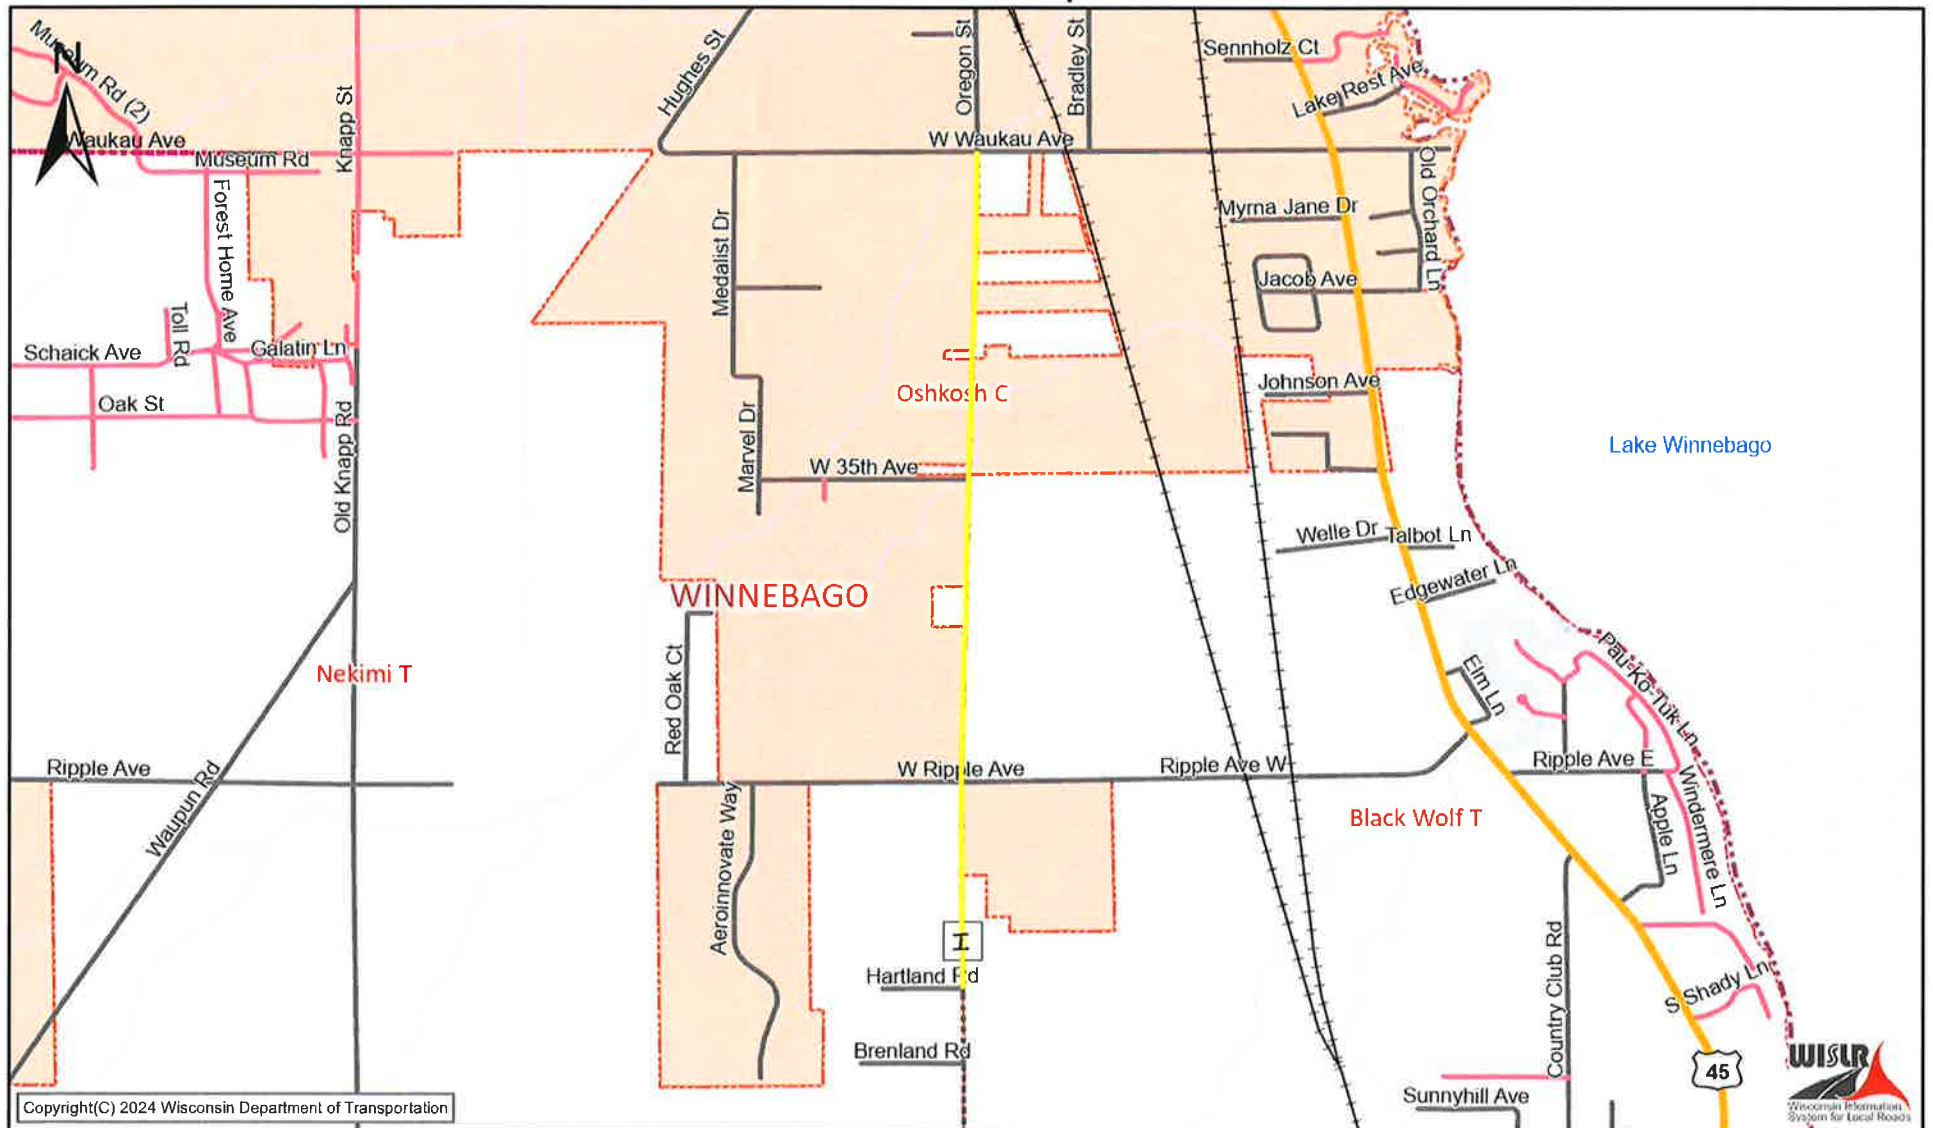 Museum Rd (2)
N
Waukau Ave
Museum Rd
Knapp St
Hughes St
Oregon St
Bradley St
W Waukau Ave
Sennholz Ct
Lake Rest Ave
Old Orchard Ln
Forest Home Ave
Medalist Dr
Myrna Jane Dr
Jacob Ave
Toll Rd
Schaick Ave
Galatin Ln
Oak St
Old Knapp Rd
Oshkosh C
Johnson Ave
Marvel Dr
W 35th Ave
Lake Winnebago
Welle Dr
Talbot Ln
Edgewater Ln
WINNEBAGO
Nekimi T
Red Oak Ct
Elm Ln
Pau-Ko-Tuk Ln
Ripple Ave
Waupun Rd
W Ripple Ave
Ripple Ave W
Ripple Ave E
Black Wolf T
Apple Ln
Windermere Ln
Aeroinnovate Way
I
Hartland Rd
Country Club Rd
S Shady Ln
Brenland Rd
45
Sunnyhill Ave
WISLR
Wisconsin Information
System for Local Roads
Copyright(C) 2024 Wisconsin Department of Transportation